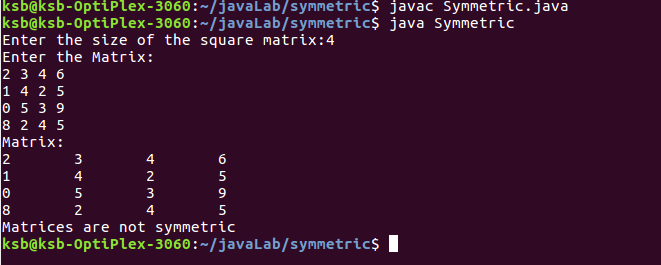 ksb@ksb-OptiPlex-3060:~/javaLab/symmetric$ javac Symmetric.java
ksb@ksb-OptiPlex-3060:~/javaLab/symmetric$ java Symmetric
Enter the size of the square matrix:4
Enter the Matrix:
2 3 4 6
1 4 2 5
0 5 3 9
8 2 4 5
Matrix:
2 3 4 6
1 4 2 5
0 5 3 9
8 2 4 5
Matrices are not symmetric
ksb@ksb-OptiPlex-3060:~/javaLab/symmetric$